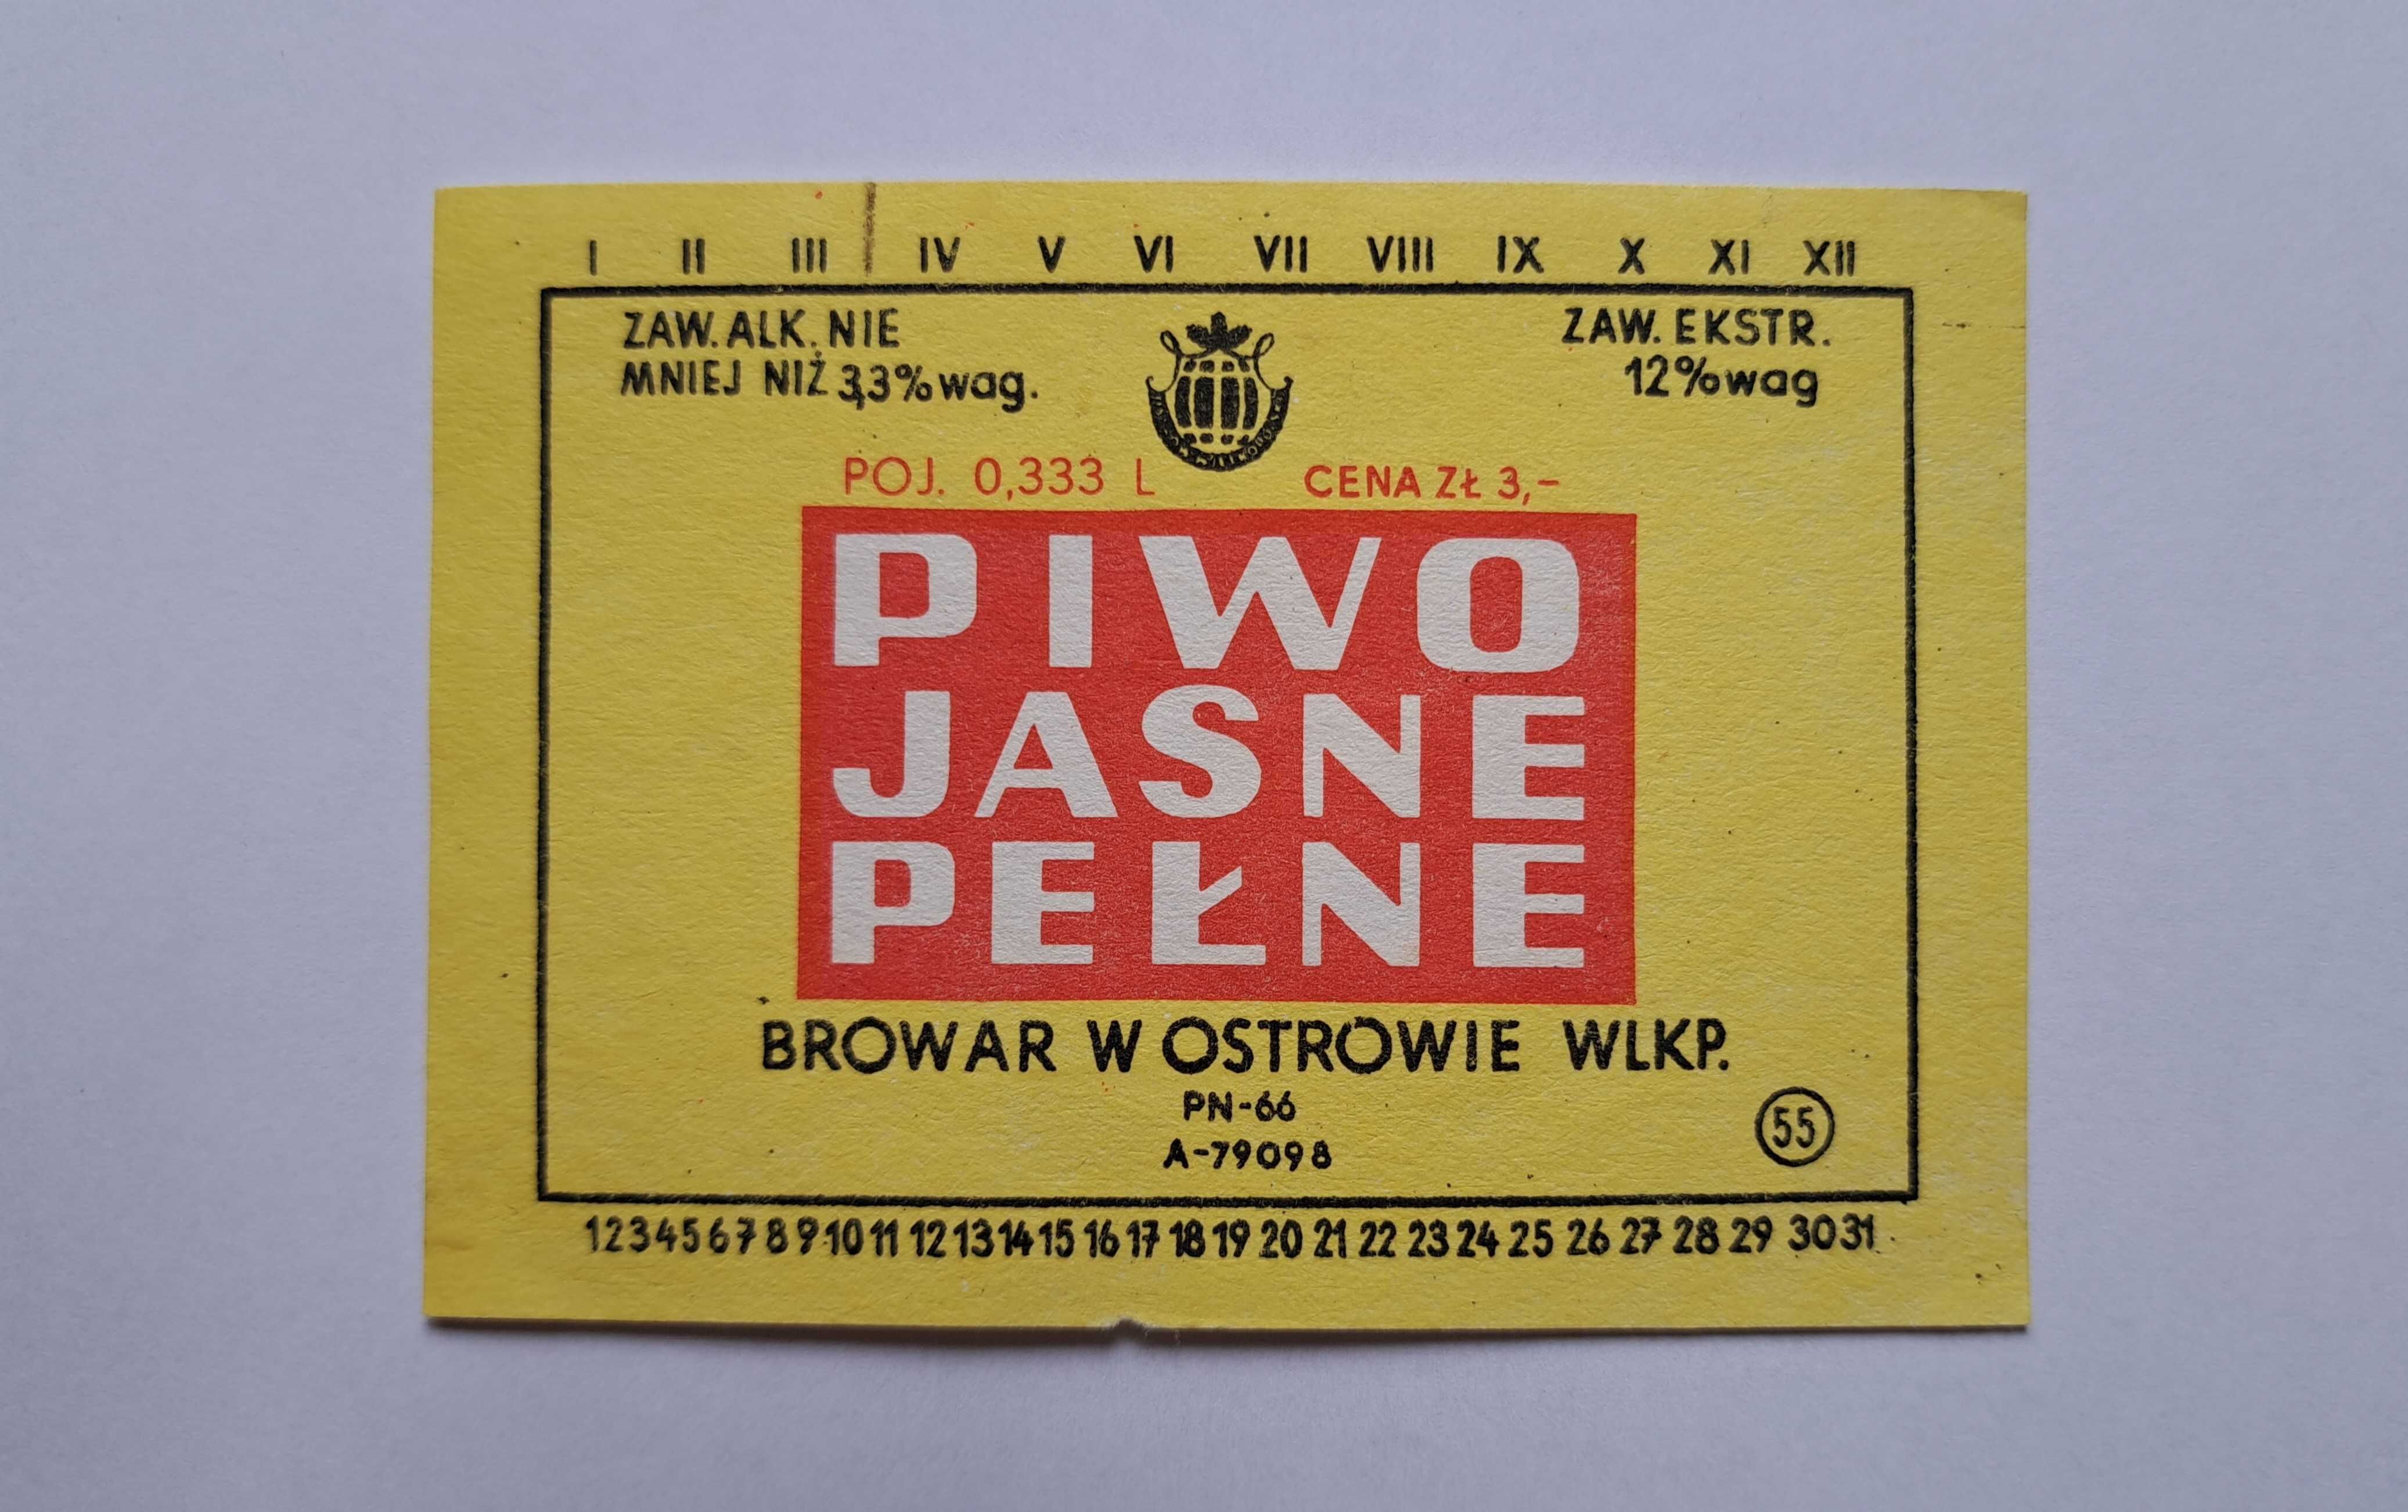 I II III IV V VI VII VIII IX X XI XII
ZAW. ALK. NIE
MNIEJ NIŻ 3,3% wag.
ZAW. EKSTR.
12% wag
POJ. 0,333 L
CENA ZŁ 3,-
PIWO
JASNE
PEŁNE
BROWAR W OSTROWIE WLKP.
PN-66
A-79098
55
1 2 3 4 5 6 7 8 9 10 11 12 13 14 15 16 17 18 19 20 21 22 23 24 25 26 27 28 29 30 31